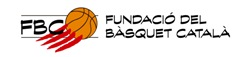 FBC
FUNDACIÓ DEL
BÀSQUET CATALÀ